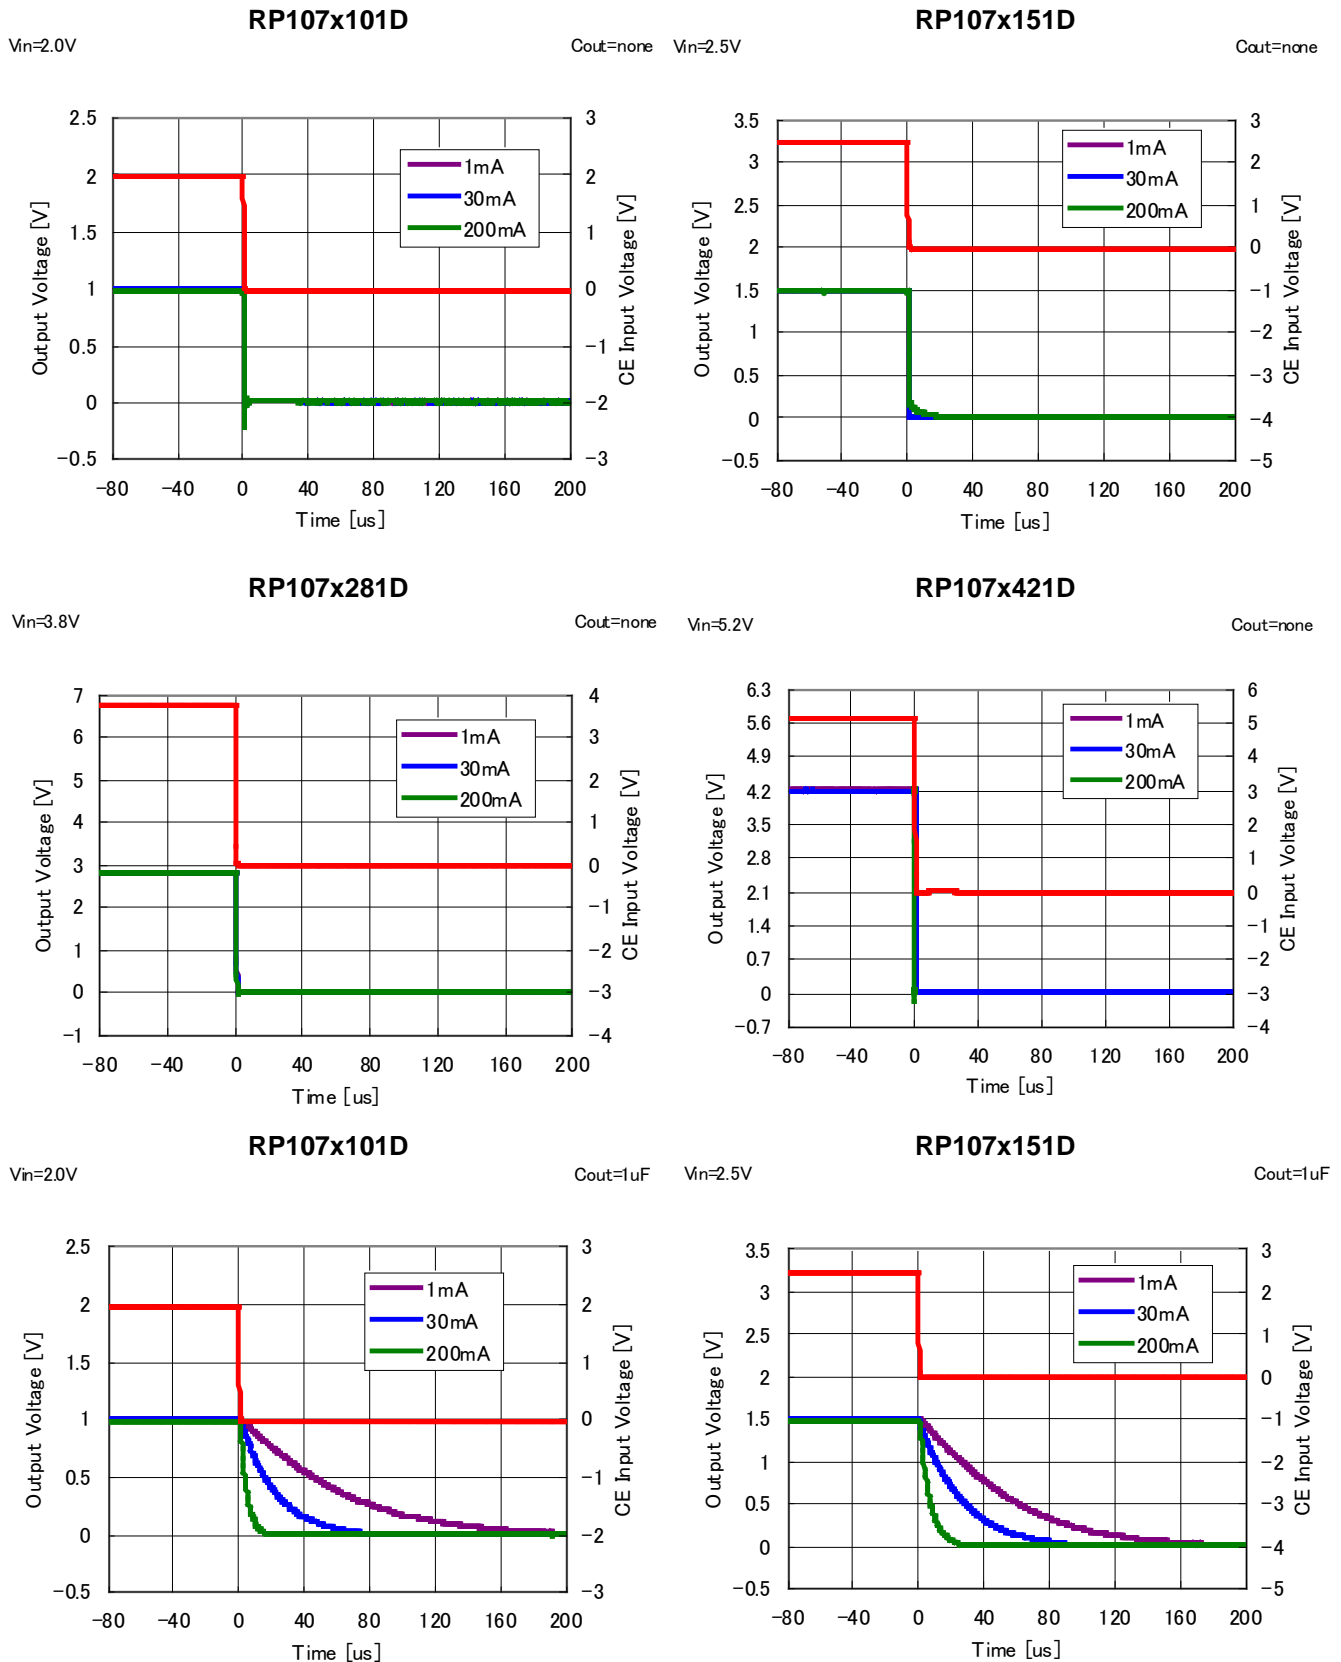 RP107x101D
Vin=2.0V
Cout=none
2.5
2
1.5
1
0.5
0
-0.5
3
2
1
0
-1
-2
-3
-80 -40 0 40 80 120 160 200
Output Voltage [V]
CE Input Voltage [V]
Time [us]
1mA
30mA
200mA
RP107x151D
Vin=2.5V
Cout=none
3.5
3
2.5
2
1.5
1
0.5
0
-0.5
3
2
1
0
-1
-2
-3
-4
-5
-80 -40 0 40 80 120 160 200
Output Voltage [V]
CE Input Voltage [V]
Time [us]
1mA
30mA
200mA
RP107x281D
Vin=3.8V
Cout=none
7
6
5
4
3
2
1
0
-1
4
3
2
1
0
-1
-2
-3
-4
-80 -40 0 40 80 120 160 200
Output Voltage [V]
CE Input Voltage [V]
Time [us]
1mA
30mA
200mA
RP107x421D
Vin=5.2V
Cout=none
6.3
5.6
4.9
4.2
3.5
2.8
2.1
1.4
0.7
0
-0.7
6
5
4
3
2
1
0
-1
-2
-3
-4
-80 -40 0 40 80 120 160 200
Output Voltage [V]
CE Input Voltage [V]
Time [us]
1mA
30mA
200mA
RP107x101D
Vin=2.0V
Cout=1uF
2.5
2
1.5
1
0.5
0
-0.5
3
2
1
0
-1
-2
-3
-80 -40 0 40 80 120 160 200
Output Voltage [V]
CE Input Voltage [V]
Time [us]
1mA
30mA
200mA
RP107x151D
Vin=2.5V
Cout=1uF
3.5
3
2.5
2
1.5
1
0.5
0
-0.5
3
2
1
0
-1
-2
-3
-4
-5
-80 -40 0 40 80 120 160 200
Output Voltage [V]
CE Input Voltage [V]
Time [us]
1mA
30mA
200mA